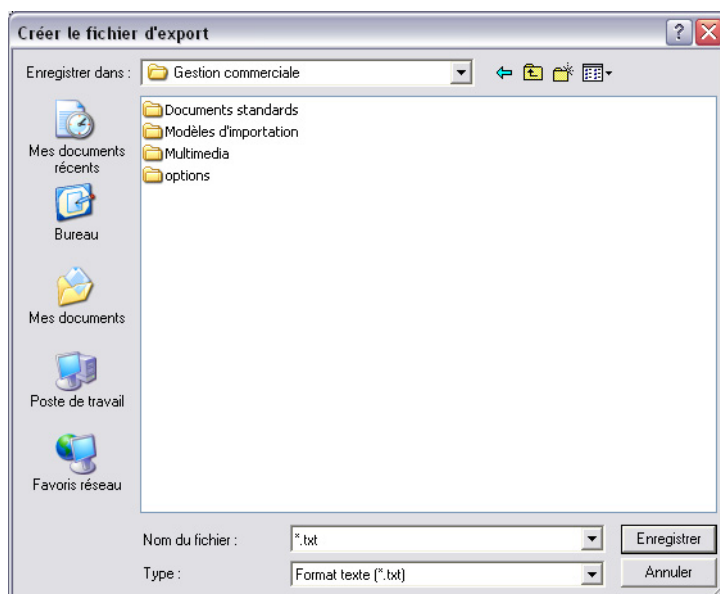 Créer le fichier d'export
Enregistrer dans :
Gestion commerciale
Mes documents
récents
Bureau
Mes documents
Poste de travail
Favoris réseau
Documents standards
Modèles d'importation
Multimedia
options
Nom du fichier :
*.txt
Enregistrer
Type :
Format texte (*.txt)
Annuler